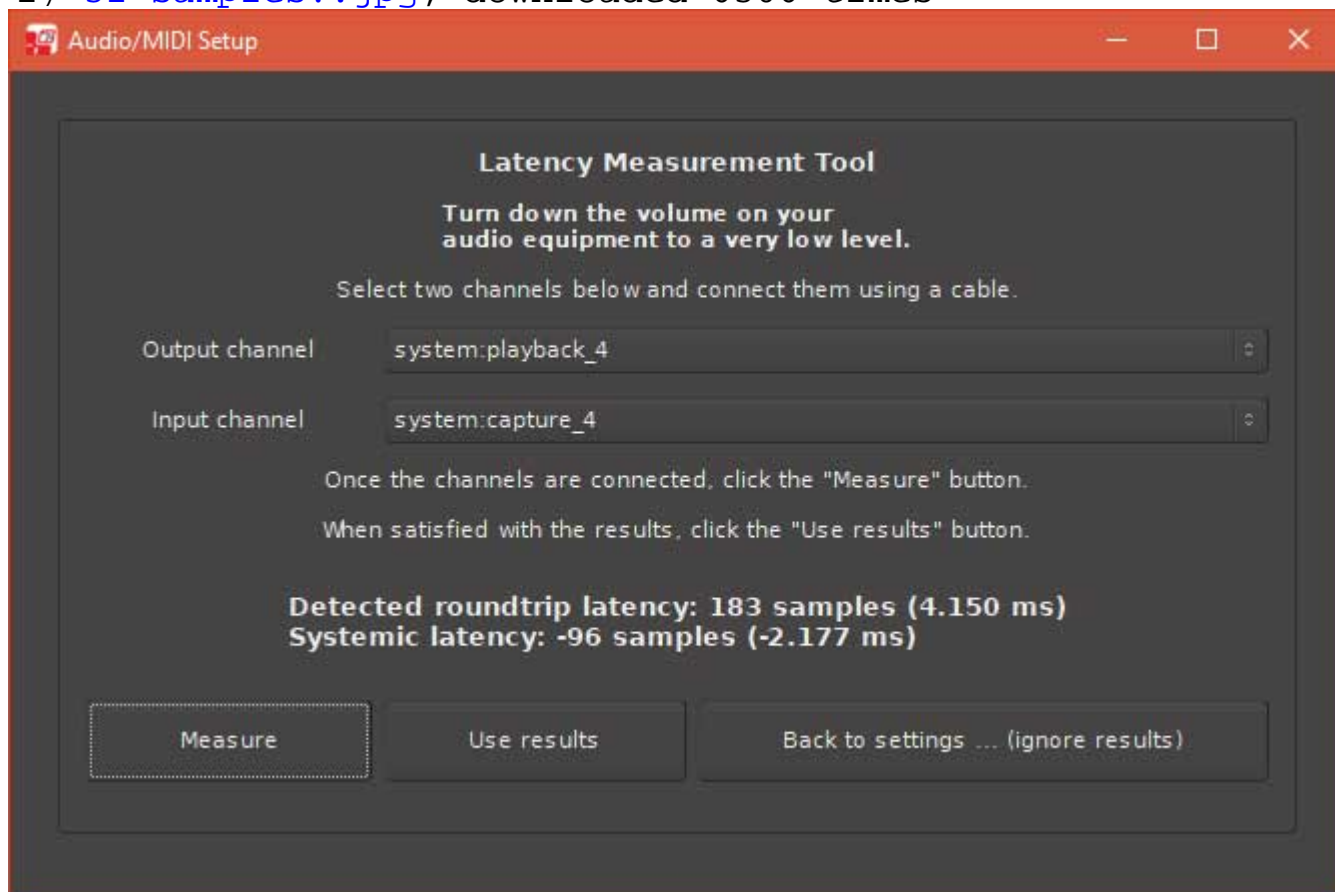 Audio/MIDI Setup
Latency Measurement Tool
Turn down the volume on your
audio equipment to a very low level.
Select two channels below and connect them using a cable.
Output channel system:playback_4
Input channel system:capture_4
Once the channels are connected, click the "Measure" button.
When satisfied with the results, click the "Use results" button.
Detected roundtrip latency: 183 samples (4.150 ms)
Systemic latency: -96 samples (-2.177 ms)
Measure Use results Back to settings ... (ignore results)